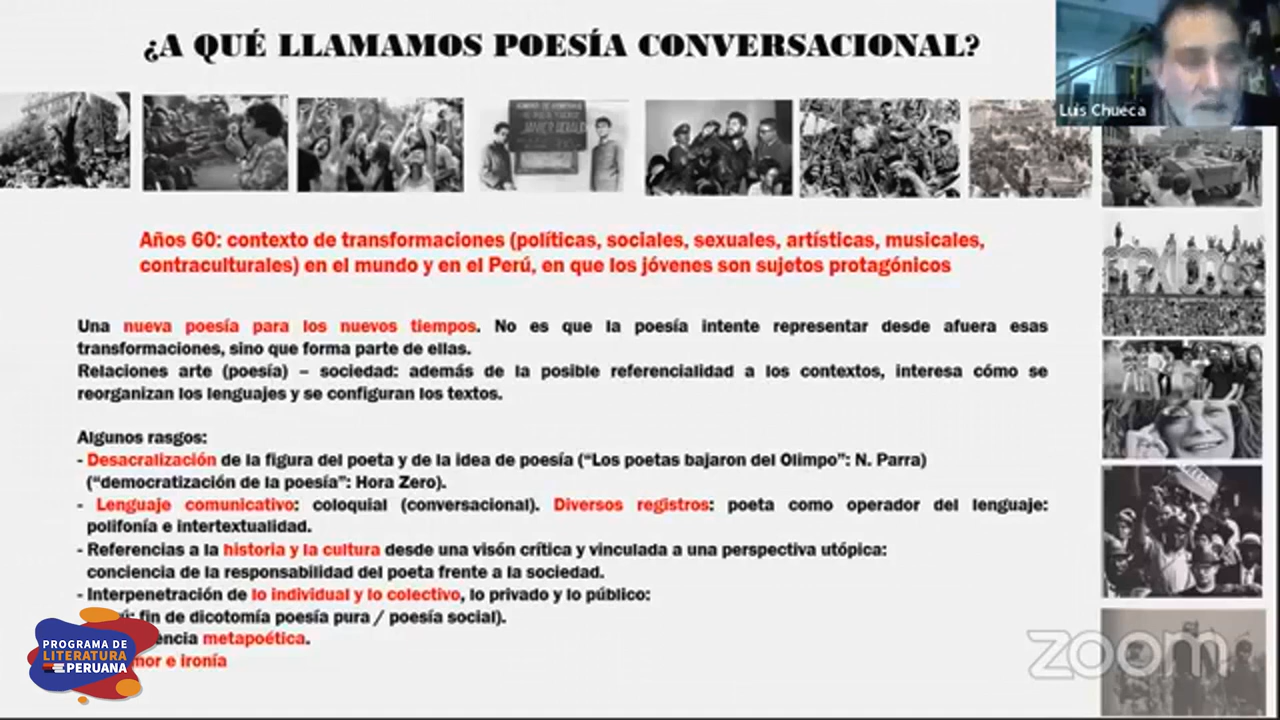 ¿A QUÉ LLAMAMOS POESÍA CONVERSACIONAL?
Luis Chueca
Años 60: contexto de transformaciones (políticas, sociales, sexuales, artísticas, musicales,
contraculturales) en el mundo y en el Perú, en que los jóvenes son sujetos protagónicos
Una nueva poesía para los nuevos tiempos. No es que la poesía intente representar desde afuera esas
transformaciones, sino que forma parte de ellas.
Relaciones arte (poesía) – sociedad: además de la posible referencialidad a los contextos, interesa cómo se
reorganizan los lenguajes y se configuran los textos.
Algunos rasgos:
- Desacralización de la figura del poeta y de la idea de poesía (“Los poetas bajaron del Olimpo”: N. Parra)
(“democratización de la poesía”: Hora Zero).
- Lenguaje comunicativo: coloquial (conversacional). Diversos registros: poeta como operador del lenguaje:
polifonía e intertextualidad.
- Referencias a la historia y la cultura desde una visón crítica y vinculada a una perspectiva utópica:
conciencia de la responsabilidad del poeta frente a la sociedad.
- Interpenetración de lo individual y lo colectivo, lo privado y lo público:
fin de dicotomía poesía pura / poesía social).
metapoética.
e ironía
PROGRAMA DE
LITERATURA
PERUANA
zoom